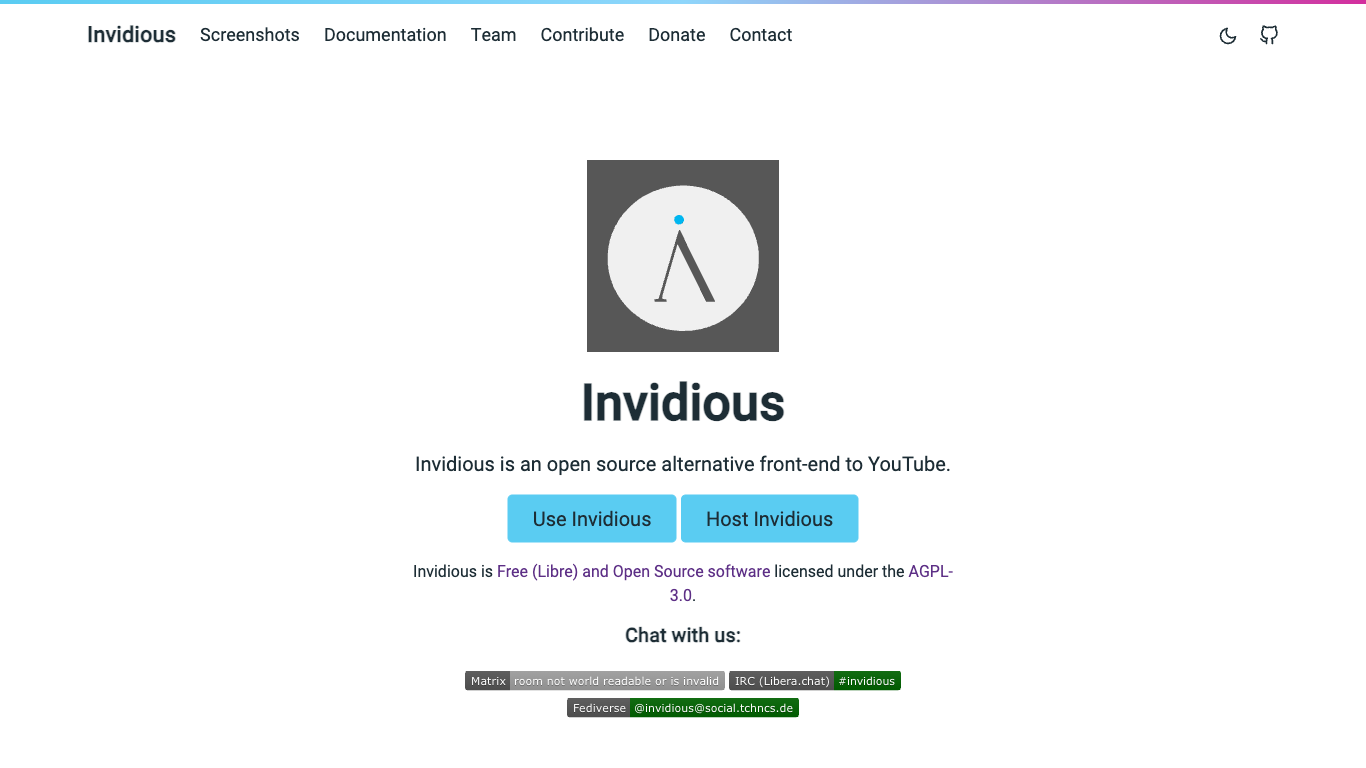 Invidious Screenshots Documentation Team Contribute Donate Contact
Invidious
Invidious is an open source alternative front-end to YouTube.
Use Invidious Host Invidious
Invidious is Free (Libre) and Open Source software licensed under the AGPL-
3.0.
Chat with us:
Matrix room not world readable or is invalid IRC (Libera.chat) #invidious
Fediverse @invidious@social.tchncs.de